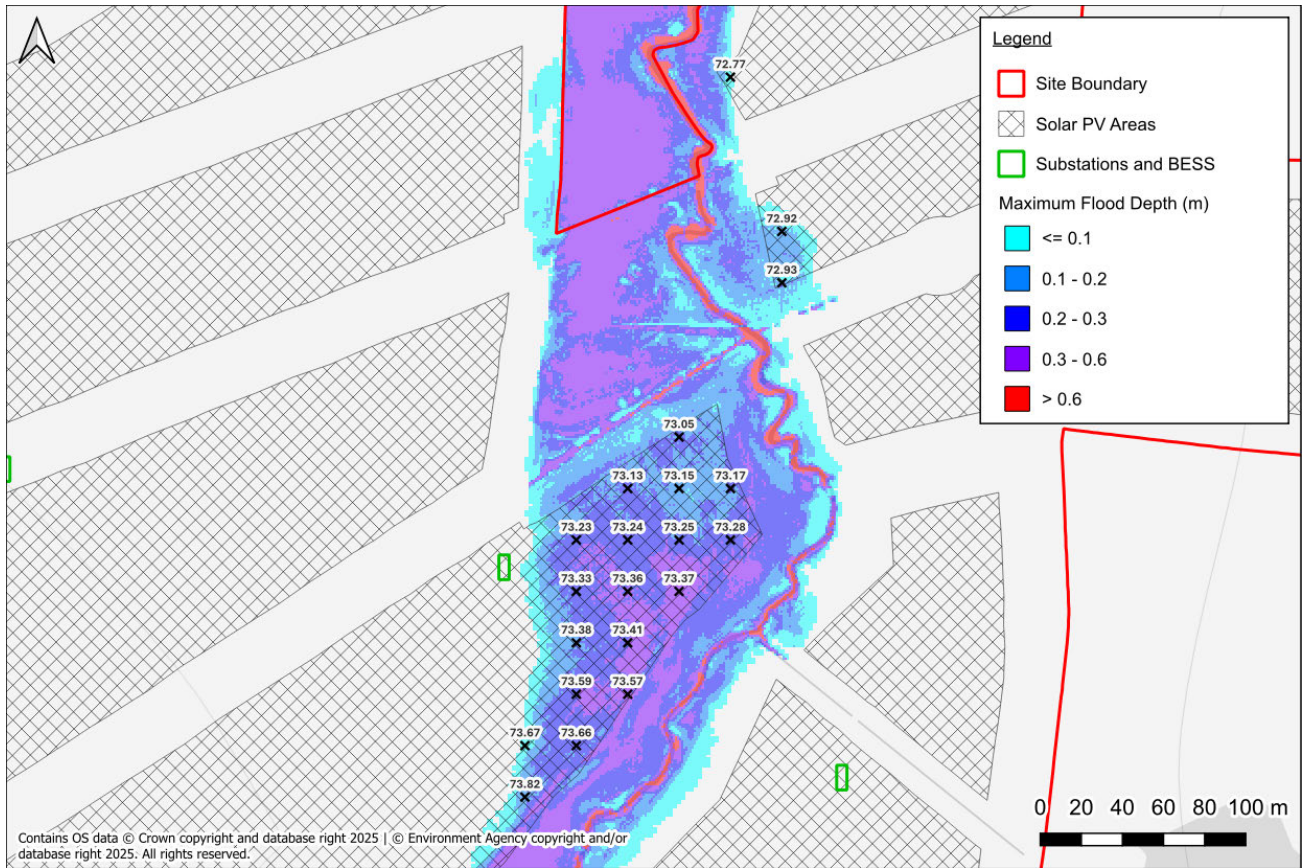 Legend
Site Boundary
Solar PV Areas
Substations and BESS
Maximum Flood Depth (m)
<= 0.1
0.1 - 0.2
0.2 - 0.3
0.3 - 0.6
> 0.6
72.77
72.92
72.93
73.05
73.13 73.15 73.17
73.23 73.24 73.25 73.28
73.33 73.36 73.37
73.38 73.41
73.59 73.57
73.67 73.66
73.82
0 20 40 60 80 100 m
Contains OS data © Crown copyright and database right 2025 | © Environment Agency copyright and/or
database right 2025. All rights reserved.